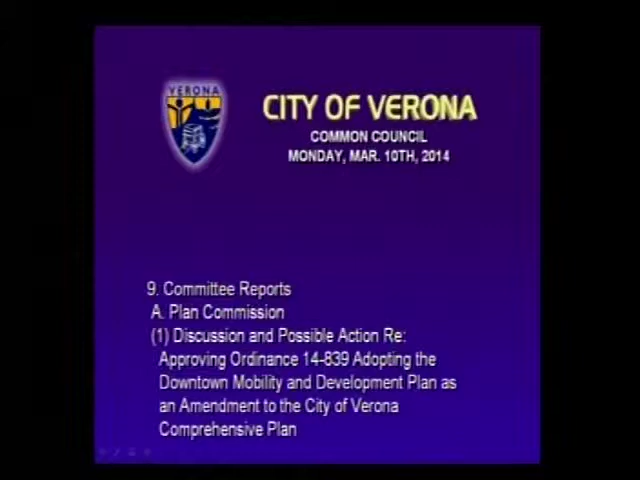 VERONA
CITY OF VERONA
COMMON COUNCIL
MONDAY, MAR. 10TH, 2014
9. Committee Reports
A. Plan Commission
(1) Discussion and Possible Action Re:
Approving Ordinance 14-839 Adopting the
Downtown Mobility and Development Plan as
an Amendment to the City of Verona
Comprehensive Plan